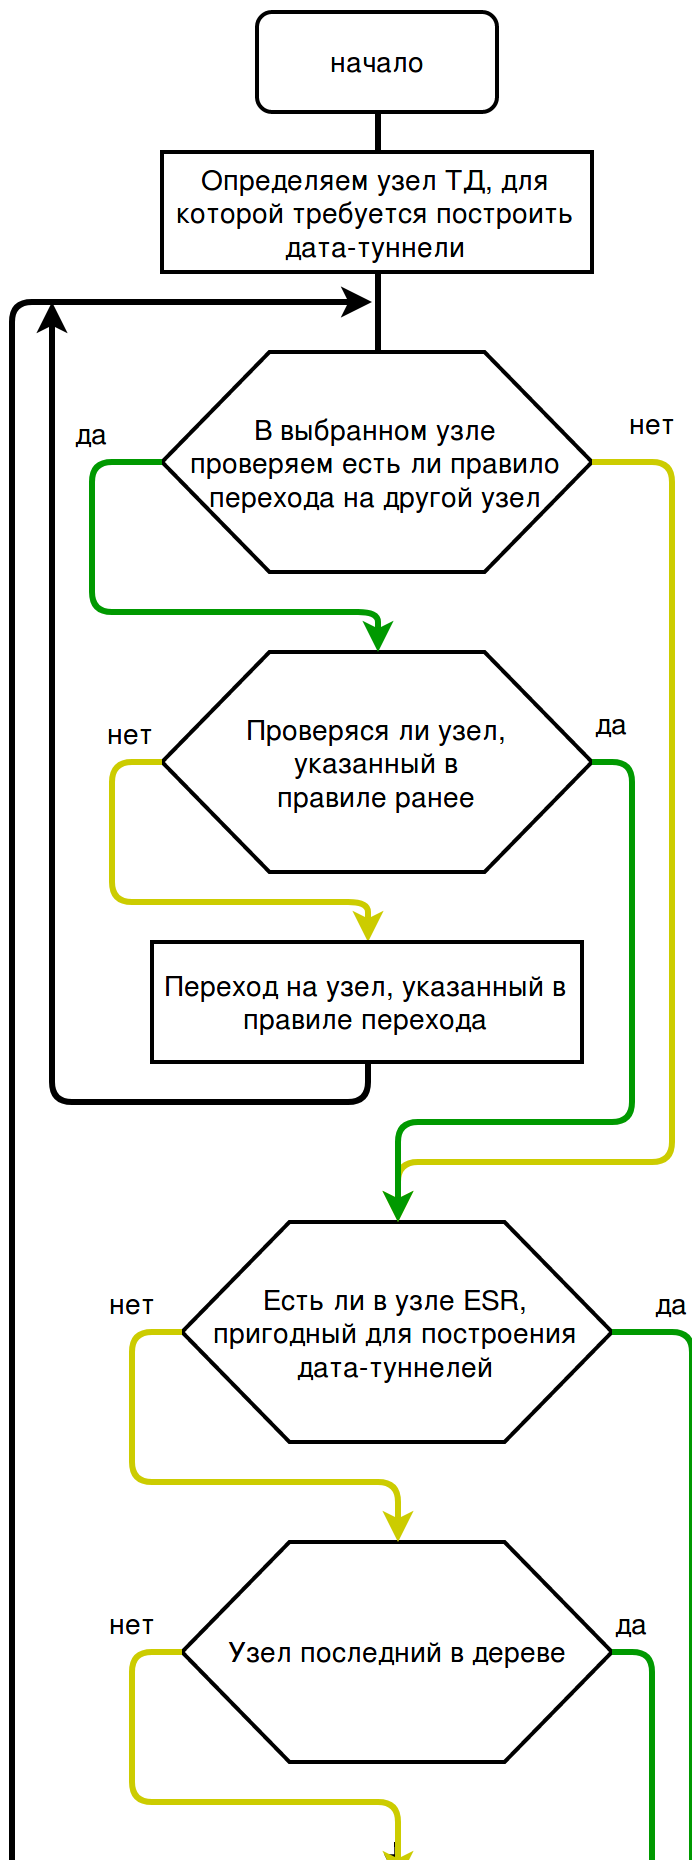 начало
Определяем узел ТД, для
которой требуется построить
дата-туннели
да
нет
В выбранном узле
проверяем есть ли правило
перехода на другой узел
нет
да
Проверяся ли узел,
указанный в
правиле ранее
Переход на узел, указанный в
правиле перехода
нет
да
Есть ли в узле ESR,
пригодный для построения
дата-туннелей
нет
да
Узел последний в дереве